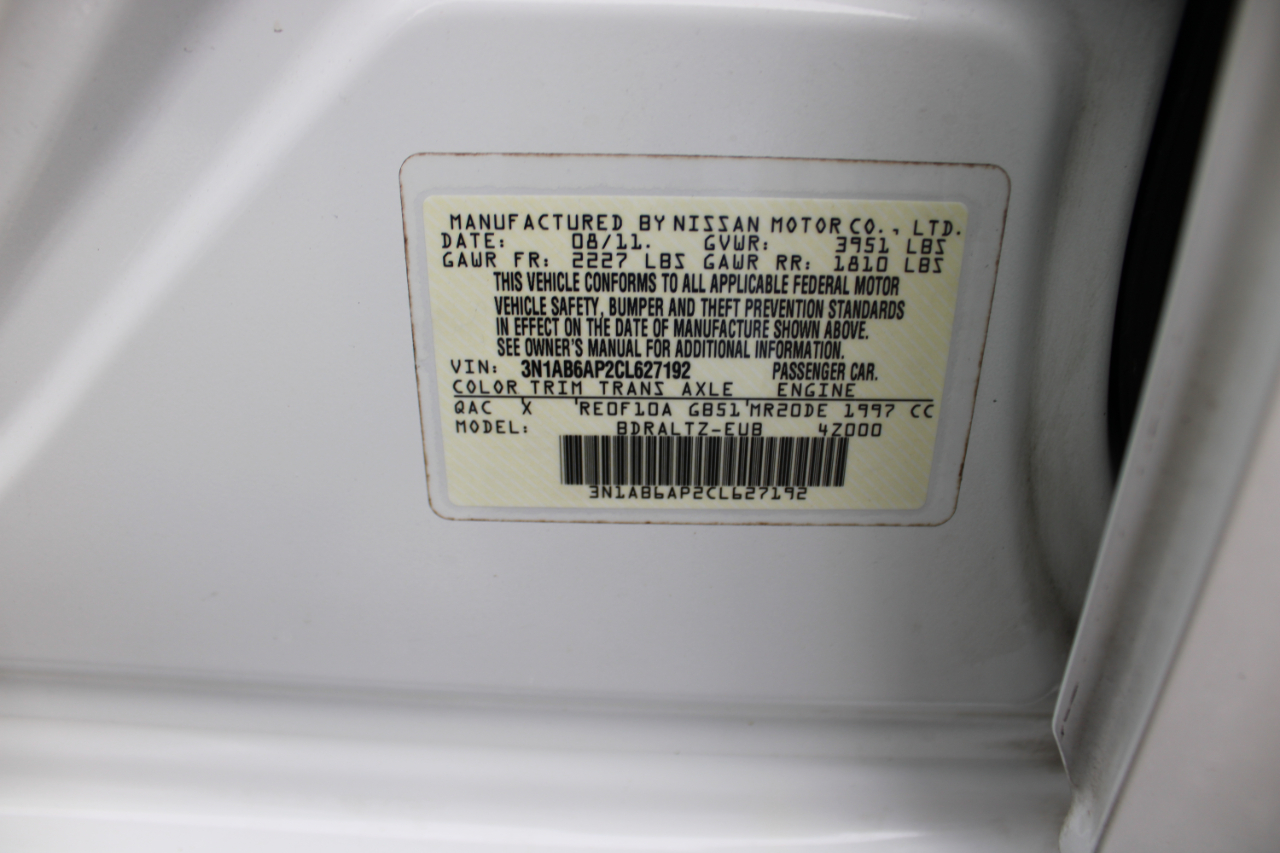 MANUFACTURED BY NISSAN MOTOR CO., LTD.
DATE: 08/11. GVWR: 3951 LBS
GAWR FR: 2227 LBS GAWR RR: 1810 LBS
THIS VEHICLE CONFORMS TO ALL APPLICABLE FEDERAL MOTOR
VEHICLE SAFETY, BUMPER AND THEFT PREVENTION STANDARDS
IN EFFECT ON THE DATE OF MANUFACTURE SHOWN ABOVE.
SEE OWNER'S MANUAL FOR ADDITIONAL INFORMATION.
VIN: 3N1AB6AP2CL627192 PASSENGER CAR.
COLOR TRIM TRANS AXLE ENGINE
QAC X RE0F10A GB51 MR20DE 1997 CC
MODEL: BDRALTZ-EUB 4Z000
3N1AB6AP2CL627192